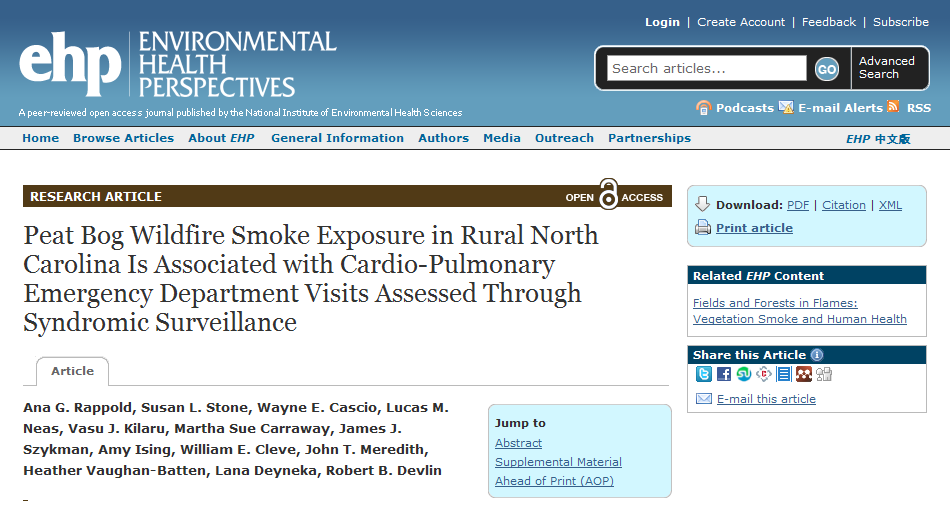 Login | Create Account | Feedback | Subscribe
ehp ENVIRONMENTAL
HEALTH
PERSPECTIVES
Search articles...
GO
Advanced
Search
A peer-reviewed open access journal published by the National Institute of Environmental Health Sciences
Podcasts E-mail Alerts RSS
Home Browse Articles About EHP General Information Authors Media Outreach Partnerships EHP 中文版
RESEARCH ARTICLE
OPEN ACCESS
Peat Bog Wildfire Smoke Exposure in Rural North
Carolina Is Associated with Cardio-Pulmonary
Emergency Department Visits Assessed Through
Syndromic Surveillance
Article
Ana G. Rappold, Susan L. Stone, Wayne E. Cascio, Lucas M.
Neas, Vasu J. Kilaru, Martha Sue Carraway, James J.
Szykman, Amy Ising, William E. Cleve, John T. Meredith,
Heather Vaughan-Batten, Lana Deyneka, Robert B. Devlin
Jump to
Abstract
Supplemental Material
Ahead of Print (AOP)
Download: PDF | Citation | XML
Print article
Related EHP Content
Fields and Forests in Flames:
Vegetation Smoke and Human Health
Share this Article
E-mail this article